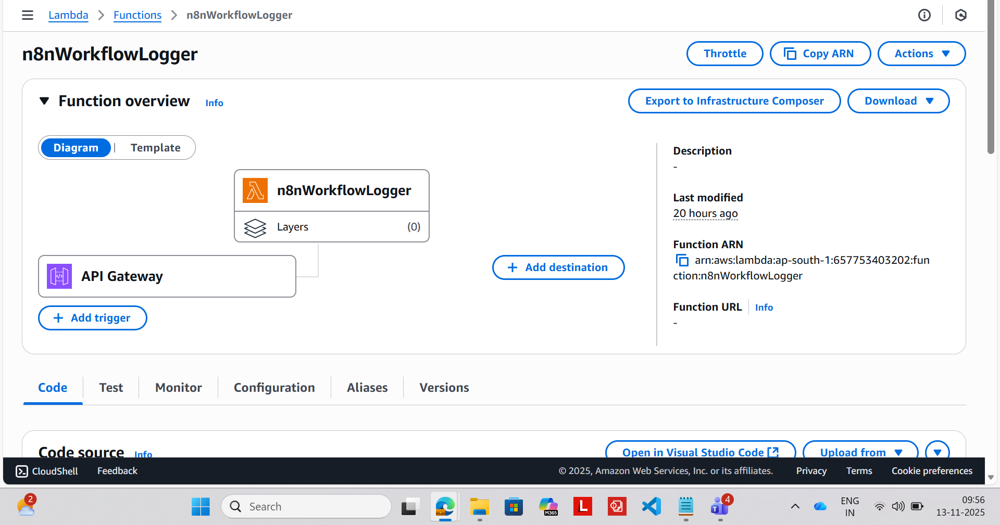 Lambda > Functions > n8nWorkflowLogger
n8nWorkflowLogger
Throttle Copy ARN Actions
Function overview Info
Export to Infrastructure Composer Download
Diagram | Template
n8nWorkflowLogger
Layers (0)
API Gateway
+ Add trigger
+ Add destination
Description
-
Last modified
20 hours ago
Function ARN
arn:aws:lambda:ap-south-1:657753403202:fun
ction:n8nWorkflowLogger
Function URL Info
-
Code Test Monitor Configuration Aliases Versions
Code source Info
Open in Visual Studio Code Upload from
CloudShell Feedback © 2025, Amazon Web Services, Inc. or its affiliates. Privacy Terms Cookie preferences
2
Search
M365
L
T
4
ENG
IN
09:56
13-11-2025